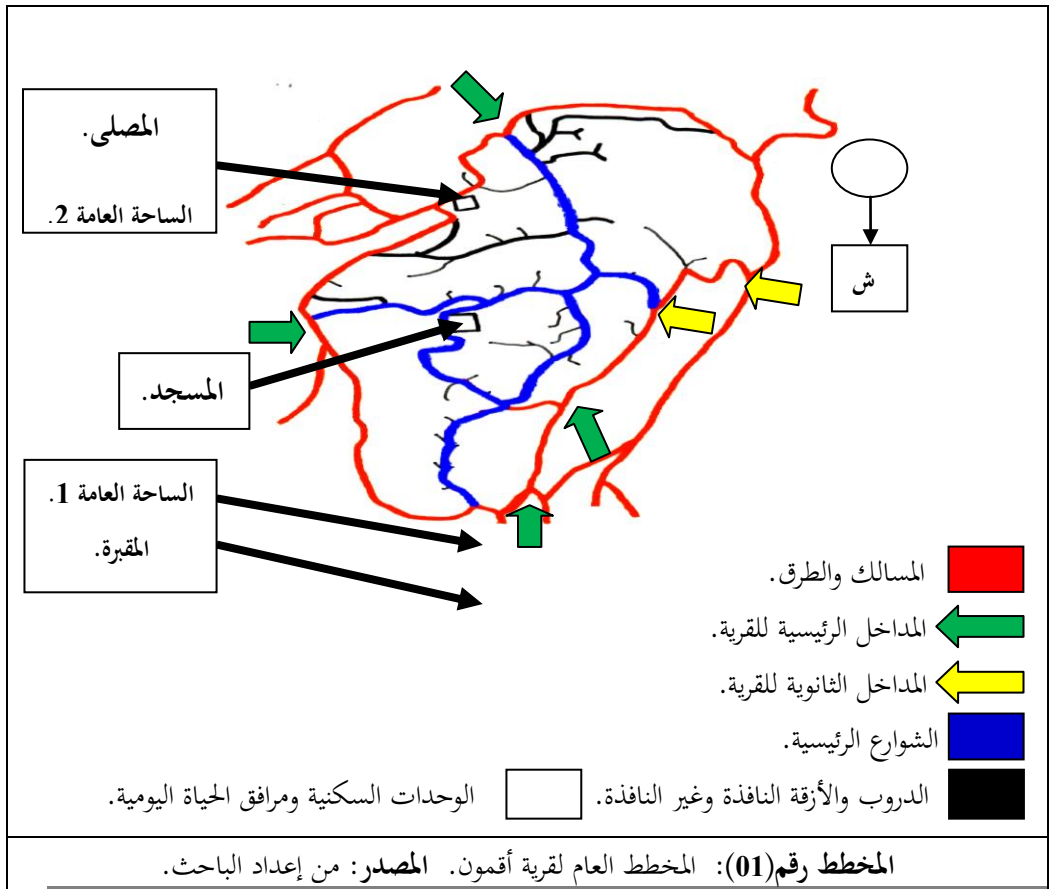 المصلى.
الساحة العامة 2.
ش
المسجد.
الساحة العامة 1.
المقبرة.
المسالك والطرق.
المداخل الرئيسية للقرية.
المداخل الثانوية للقرية.
الشوارع الرئيسية.
الدروب والأزقة النافذة وغير النافذة.
الوحدات السكنية ومرافق الحياة اليومية.
المخطط رقم(01): المخطط العام لقرية أقمون. المصدر: من إعداد الباحث.